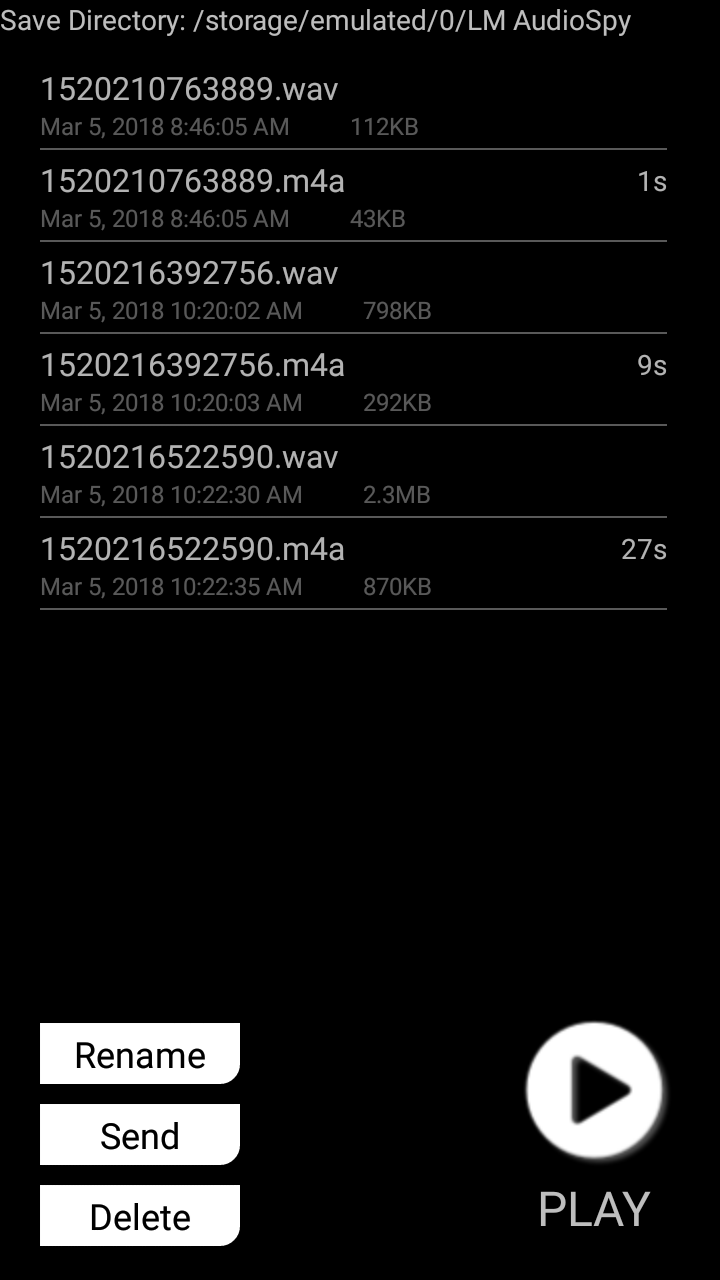 Save Directory: /storage/emulated/0/LM AudioSpy
1520210763889.wav
Mar 5, 2018 8:46:05 AM 112KB
1520210763889.m4a 1s
Mar 5, 2018 8:46:05 AM 43KB
1520216392756.wav
Mar 5, 2018 10:20:02 AM 798KB
1520216392756.m4a 9s
Mar 5, 2018 10:20:03 AM 292KB
1520216522590.wav
Mar 5, 2018 10:22:30 AM 2.3MB
1520216522590.m4a 27s
Mar 5, 2018 10:22:35 AM 870KB
Rename
Send
Delete
PLAY